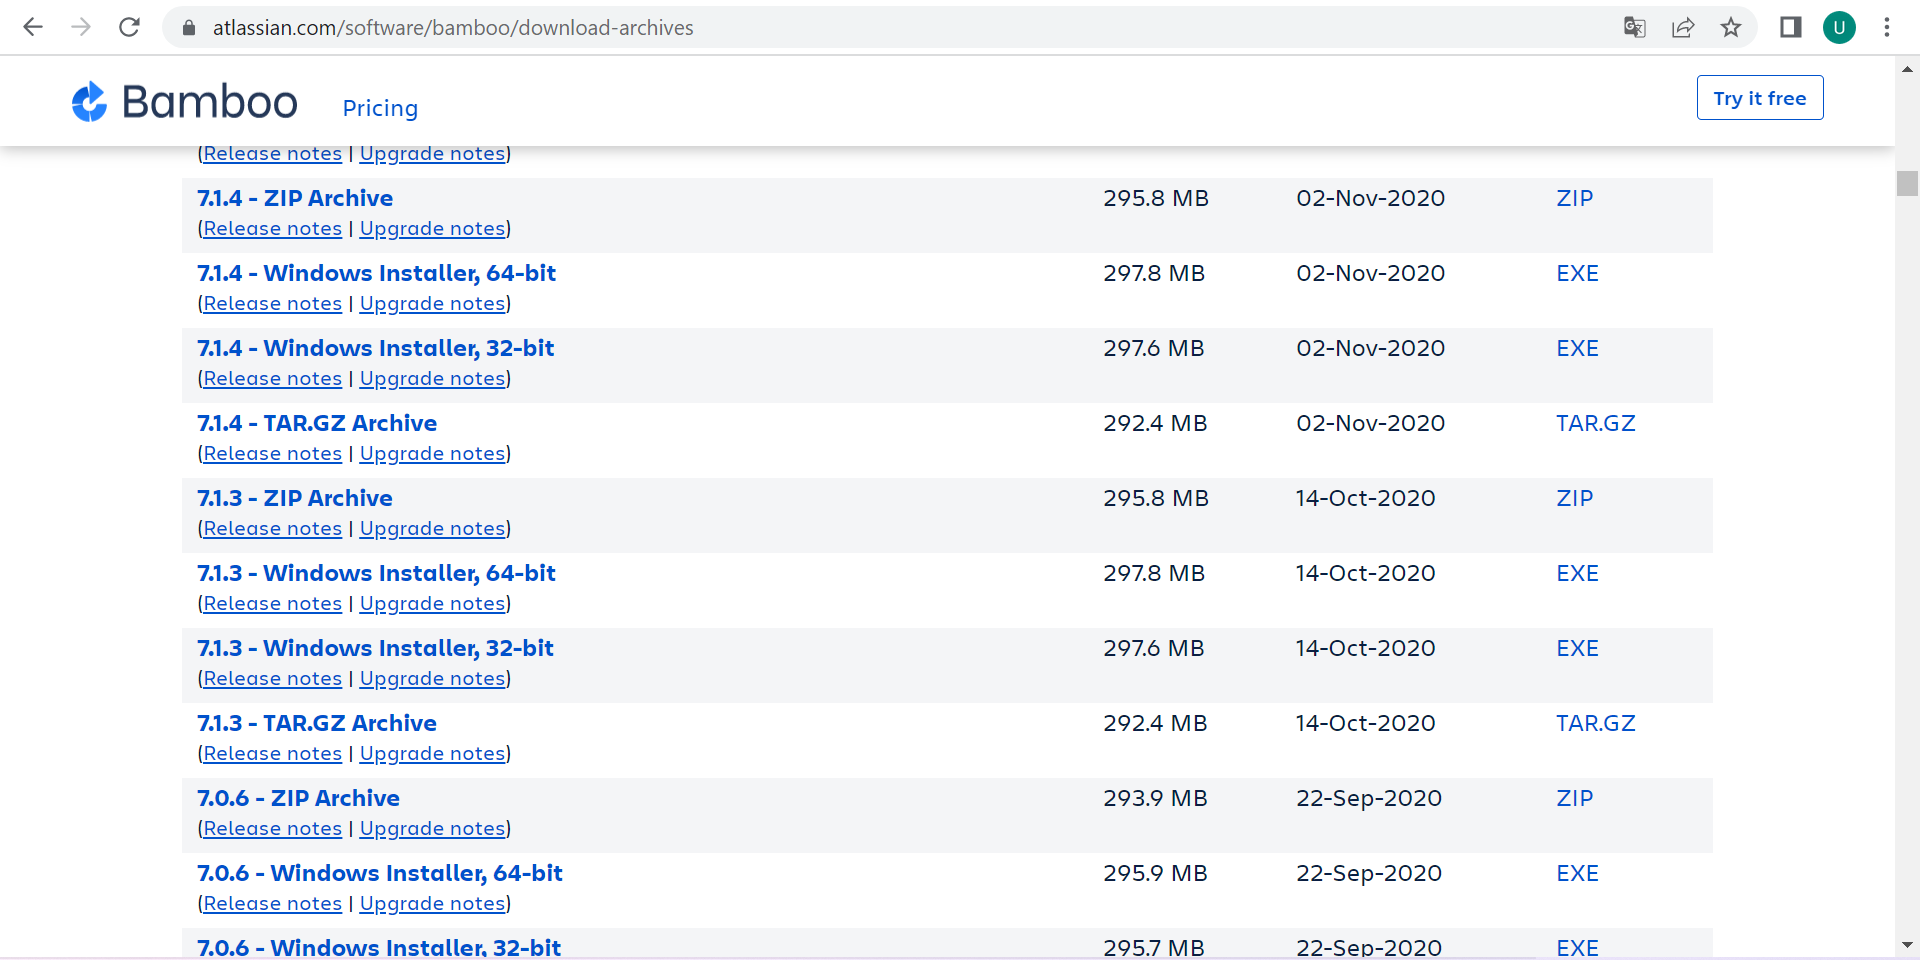 atlassian.com/software/bamboo/download-archives
U
Bamboo Pricing Try it free
(Release notes | Upgrade notes)
7.1.4 - ZIP Archive 295.8 MB 02-Nov-2020 ZIP
(Release notes | Upgrade notes)
7.1.4 - Windows Installer, 64-bit 297.8 MB 02-Nov-2020 EXE
(Release notes | Upgrade notes)
7.1.4 - Windows Installer, 32-bit 297.6 MB 02-Nov-2020 EXE
(Release notes | Upgrade notes)
7.1.4 - TAR.GZ Archive 292.4 MB 02-Nov-2020 TAR.GZ
(Release notes | Upgrade notes)
7.1.3 - ZIP Archive 295.8 MB 14-Oct-2020 ZIP
(Release notes | Upgrade notes)
7.1.3 - Windows Installer, 64-bit 297.8 MB 14-Oct-2020 EXE
(Release notes | Upgrade notes)
7.1.3 - Windows Installer, 32-bit 297.6 MB 14-Oct-2020 EXE
(Release notes | Upgrade notes)
7.1.3 - TAR.GZ Archive 292.4 MB 14-Oct-2020 TAR.GZ
(Release notes | Upgrade notes)
7.0.6 - ZIP Archive 293.9 MB 22-Sep-2020 ZIP
(Release notes | Upgrade notes)
7.0.6 - Windows Installer, 64-bit 295.9 MB 22-Sep-2020 EXE
(Release notes | Upgrade notes)
7.0.6 - Windows Installer, 32-bit 295.7 MB 22-Sep-2020 EXE